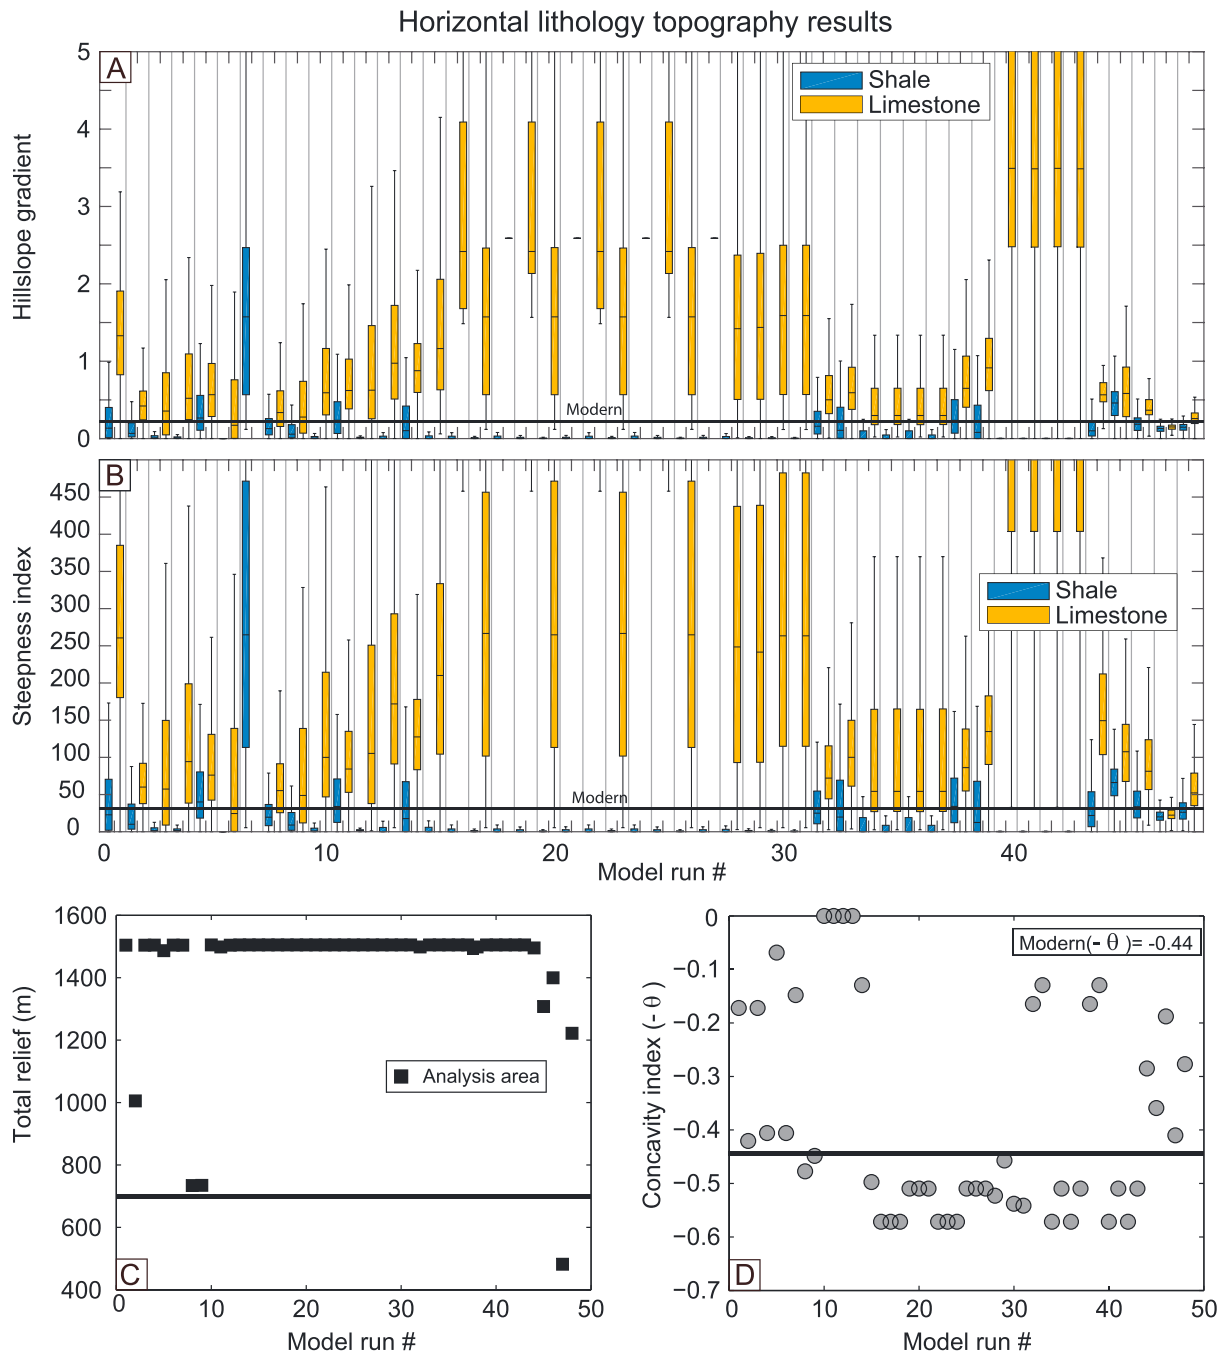 Horizontal lithology topography results
A
Shale
Limestone
Modern
Hillslope gradient
5
4
3
2
1
0
B
Shale
Limestone
Modern
Steepness index
450
400
350
300
250
200
150
100
50
0
0 10 20 30 40
Model run #
1600
1400
1200
1000
800
600
400
Total relief (m)
Analysis area
C
0 10 20 30 40 50
Model run #
0
−0.1
−0.2
−0.3
−0.4
−0.5
−0.6
−0.7
Concavity index (- θ )
Modern(- θ )= -0.44
D
0 10 20 30 40 50
Model run #